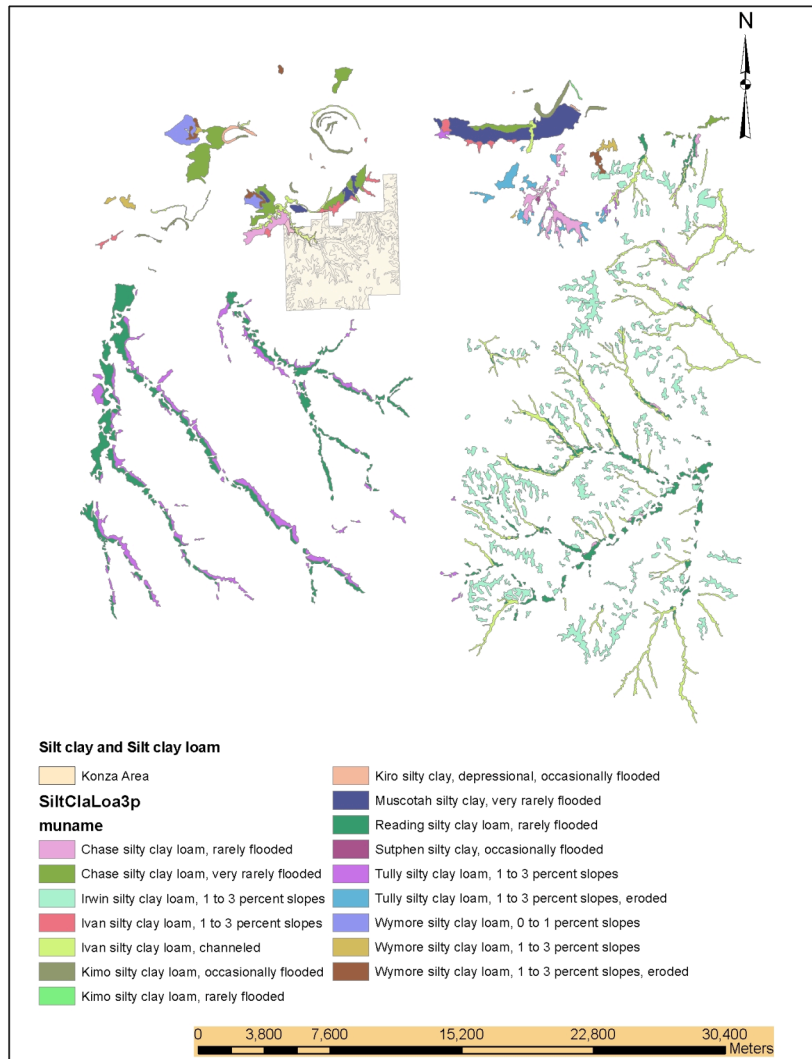 N
Silt clay and Silt clay loam
Konza Area
SiltClaLoa3p
muname
Chase silty clay loam, rarely flooded
Chase silty clay loam, very rarely flooded
Irwin silty clay loam, 1 to 3 percent slopes
Ivan silty clay loam, 1 to 3 percent slopes
Ivan silty clay loam, channeled
Kimo silty clay loam, occasionally flooded
Kimo silty clay loam, rarely flooded
Kiro silty clay, depressional, occasionally flooded
Muscotah silty clay, very rarely flooded
Reading silty clay loam, rarely flooded
Sutphen silty clay, occasionally flooded
Tully silty clay loam, 1 to 3 percent slopes
Tully silty clay loam, 1 to 3 percent slopes, eroded
Wymore silty clay loam, 0 to 1 percent slopes
Wymore silty clay loam, 1 to 3 percent slopes
Wymore silty clay loam, 1 to 3 percent slopes, eroded
0 3,800 7,600 15,200 22,800 30,400
Meters